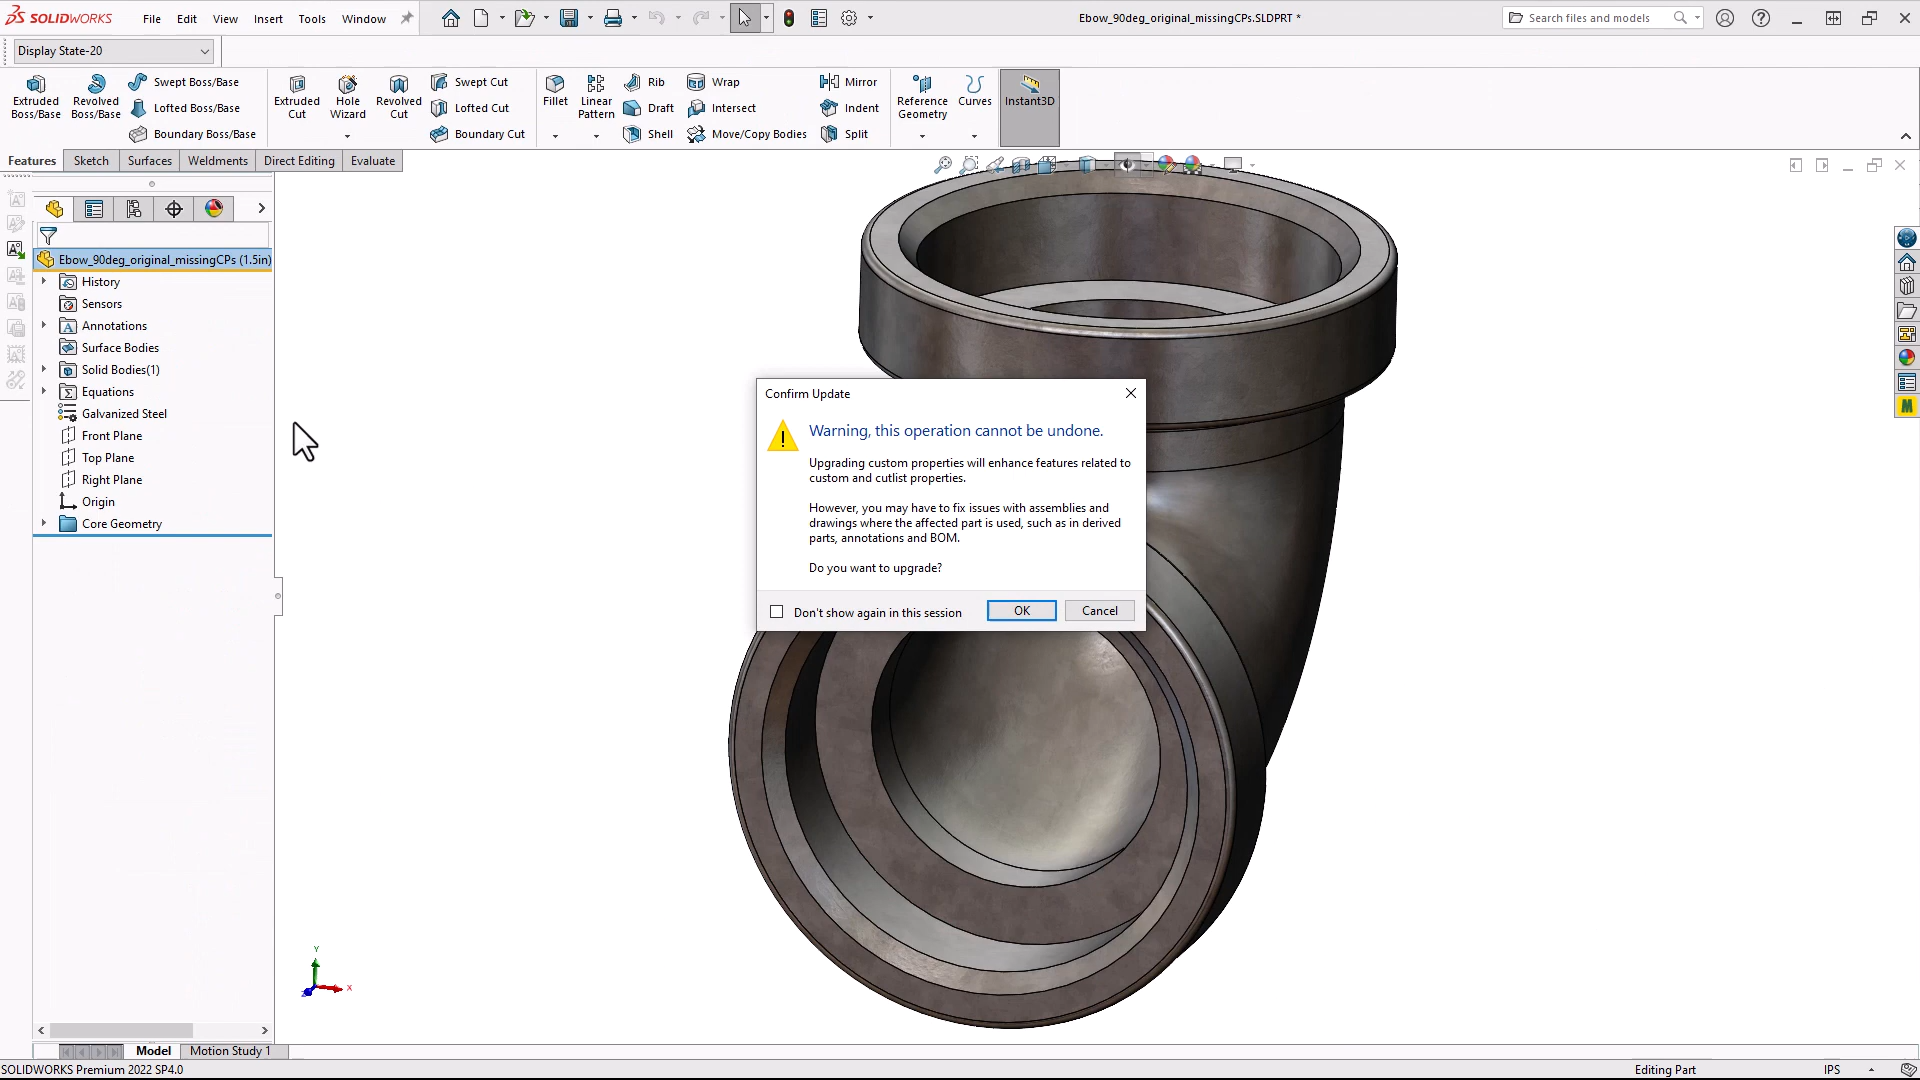 SOLIDWORKS
File Edit View Insert Tools Window
Ebow_90deg_original_missingCPs.SLDPRT *
Search files and models
Display State-20
Extruded Boss/Base
Revolved Boss/Base
Swept Boss/Base
Lofted Boss/Base
Boundary Boss/Base
Extruded Cut
Hole Wizard
Revolved Cut
Swept Cut
Lofted Cut
Boundary Cut
Fillet
Linear Pattern
Rib
Draft
Shell
Wrap
Intersect
Move/Copy Bodies
Mirror
Indent
Split
Reference Geometry
Curves
Instant3D
Features Sketch Surfaces Weldments Direct Editing Evaluate
Ebow_90deg_original_missingCPs (1.5in)
History
Sensors
Annotations
Surface Bodies
Solid Bodies(1)
Equations
Galvanized Steel
Front Plane
Top Plane
Right Plane
Origin
Core Geometry
Confirm Update
Warning, this operation cannot be undone.
Upgrading custom properties will enhance features related to
custom and cutlist properties.
However, you may have to fix issues with assemblies and
drawings where the affected part is used, such as in derived
parts, annotations and BOM.
Do you want to upgrade?
Don't show again in this session
OK
Cancel
Y
X
Z
Model Motion Study 1
SOLIDWORKS Premium 2022 SP4.0
Editing Part
IPS